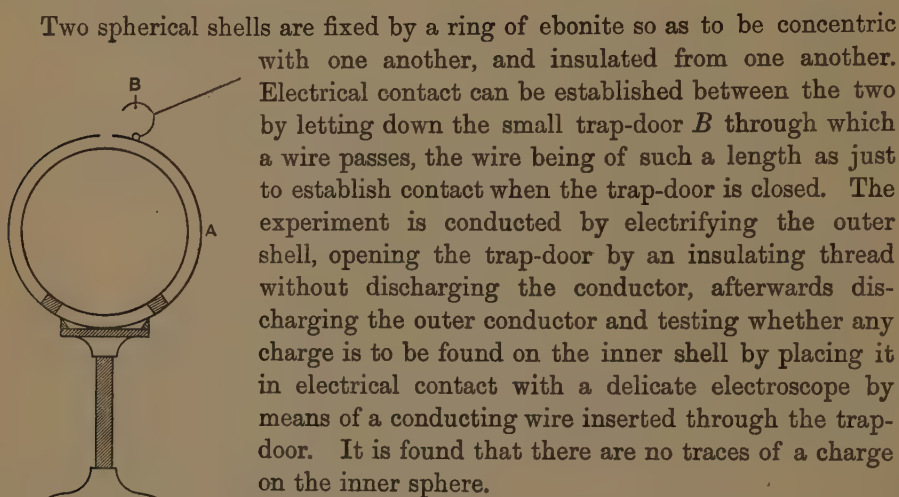 Two spherical shells are fixed by a ring of ebonite so as to be concentric
with one another, and insulated from one another.
Electrical contact can be established between the two
by letting down the small trap-door B through which
a wire passes, the wire being of such a length as just
to establish contact when the trap-door is closed. The
experiment is conducted by electrifying the outer
shell, opening the trap-door by an insulating thread
without discharging the conductor, afterwards dis-
charging the outer conductor and testing whether any
charge is to be found on the inner shell by placing it
in electrical contact with a delicate electroscope by
means of a conducting wire inserted through the trap-
door. It is found that there are no traces of a charge
on the inner sphere.
B
A